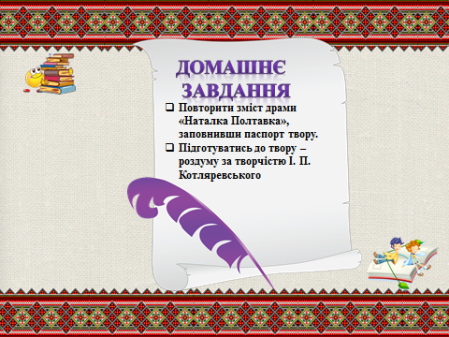 ДОМАШНЄ
ЗАВДАННЯ
Повторити зміст драми
«Наталка Полтавка»,
заповнивши паспорт твору.
Підготуватись до твору –
роздуму за творчістю І. П.
Котляревського